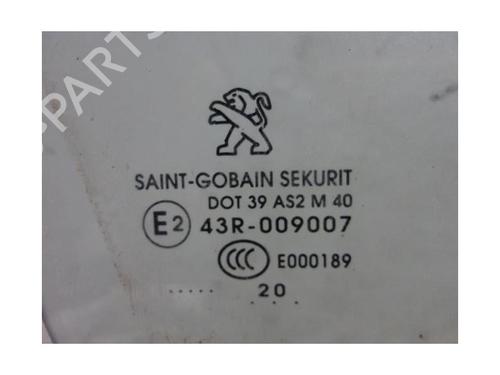 PARTS
SAINT-GOBAIN SEKURIT
DOT 39 AS2 M 40
E2 43R-009007
CCC E000189
..... 20 ....